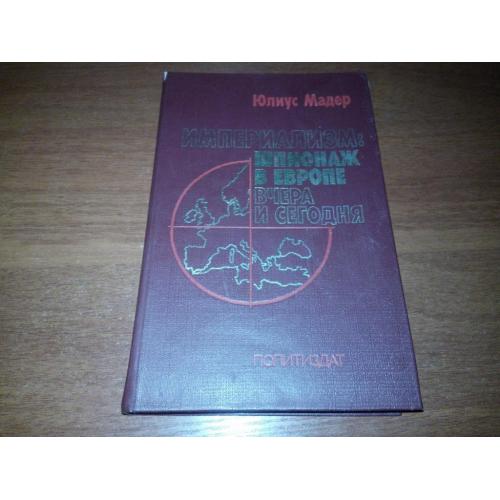 Юлиус Мадер
ИМПЕРИАЛИЗМ:
ШПИОНАЖ
В ЕВРОПЕ
ВЧЕРА
И СЕГОДНЯ
ПОЛИТИЗДАТ